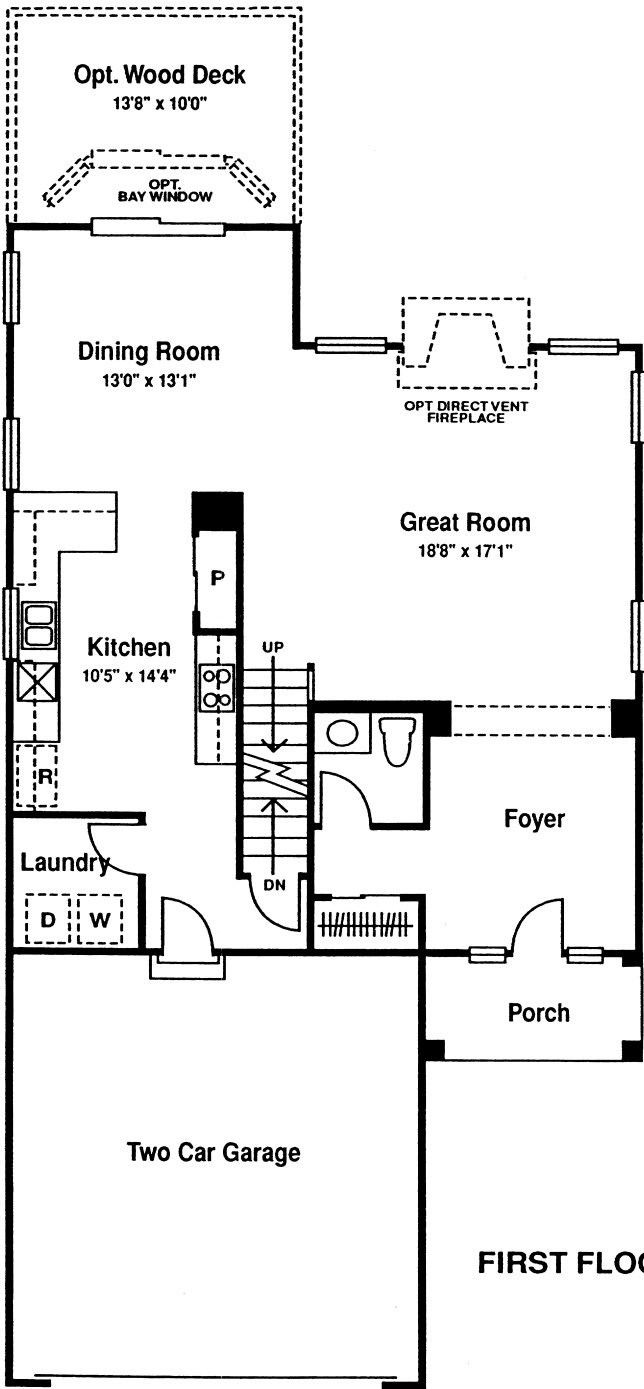 Opt. Wood Deck
13'8" x 10'0"
OPT.
BAY WINDOW
Dining Room
13'0" x 13'1"
OPT DIRECT VENT
FIREPLACE
Great Room
18'8" x 17'1"
P
Kitchen
10'5" x 14'4"
UP
R
Foyer
Laundry
DN
D
W
Porch
Two Car Garage
FIRST FLOO